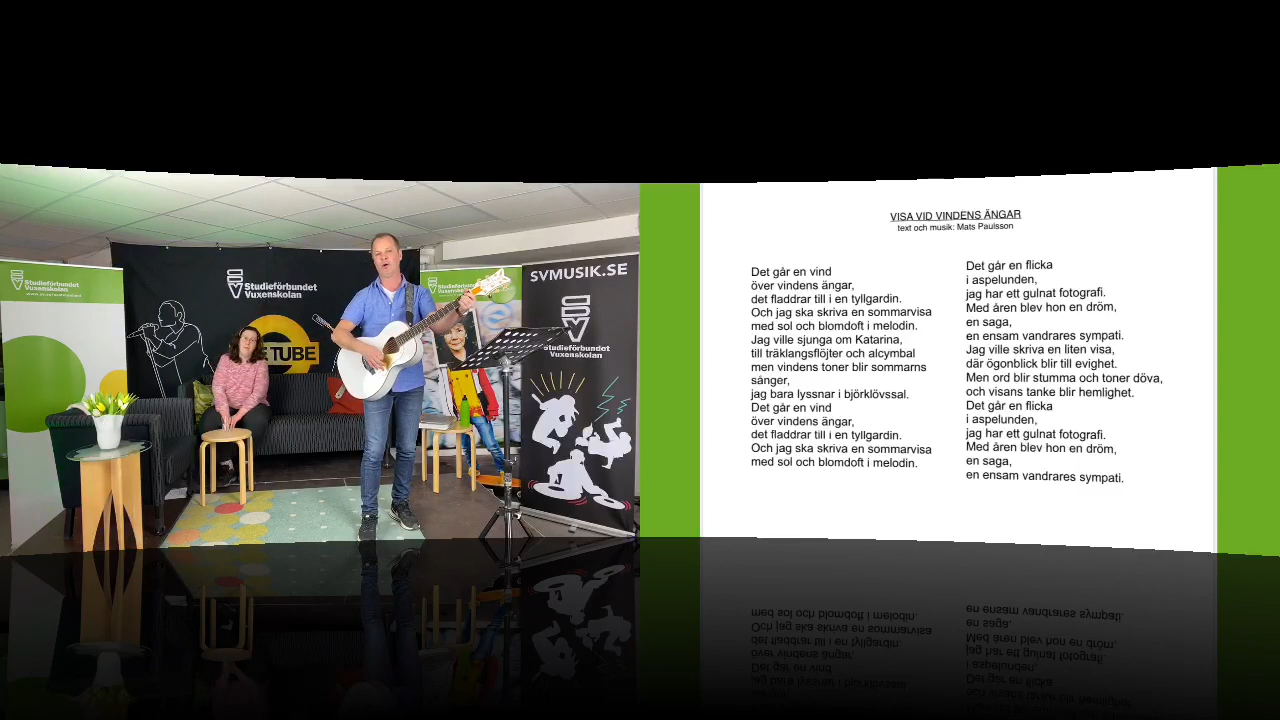 Studieförbundet
Vuxenskolan
Studieförbundet
Vuxenskolan
E TUBE
Studieförbundet
Vuxenskolan
SVMUSIK.SE
Studieförbundet
Vuxenskolan
VISA VID VINDENS ÄNGAR
text och musik: Mats Paulsson
Det går en vind
över vindens ängar,
det fladdrar till i en tyllgardin.
Och jag ska skriva en sommarvisa
med sol och blomdoft i melodin.
Jag ville sjunga om Katarina,
till träklangsflöjter och alcymbal
men vindens toner blir sommarns
sånger,
jag bara lyssnar i björklövssal.
Det går en vind
över vindens ängar,
det fladdrar till i en tyllgardin.
Och jag ska skriva en sommarvisa
med sol och blomdoft i melodin.
Det går en flicka
i aspelunden,
jag har ett gulnat fotografi.
Med åren blev hon en dröm,
en saga,
en ensam vandrares sympati.
Jag ville skriva en liten visa,
där ögonblick blir till evighet.
Men ord blir stumma och toner döva,
och visans tanke blir hemlighet.
Det går en flicka
i aspelunden,
jag har ett gulnat fotografi.
Med åren blev hon en dröm,
en saga,
en ensam vandrares sympati.